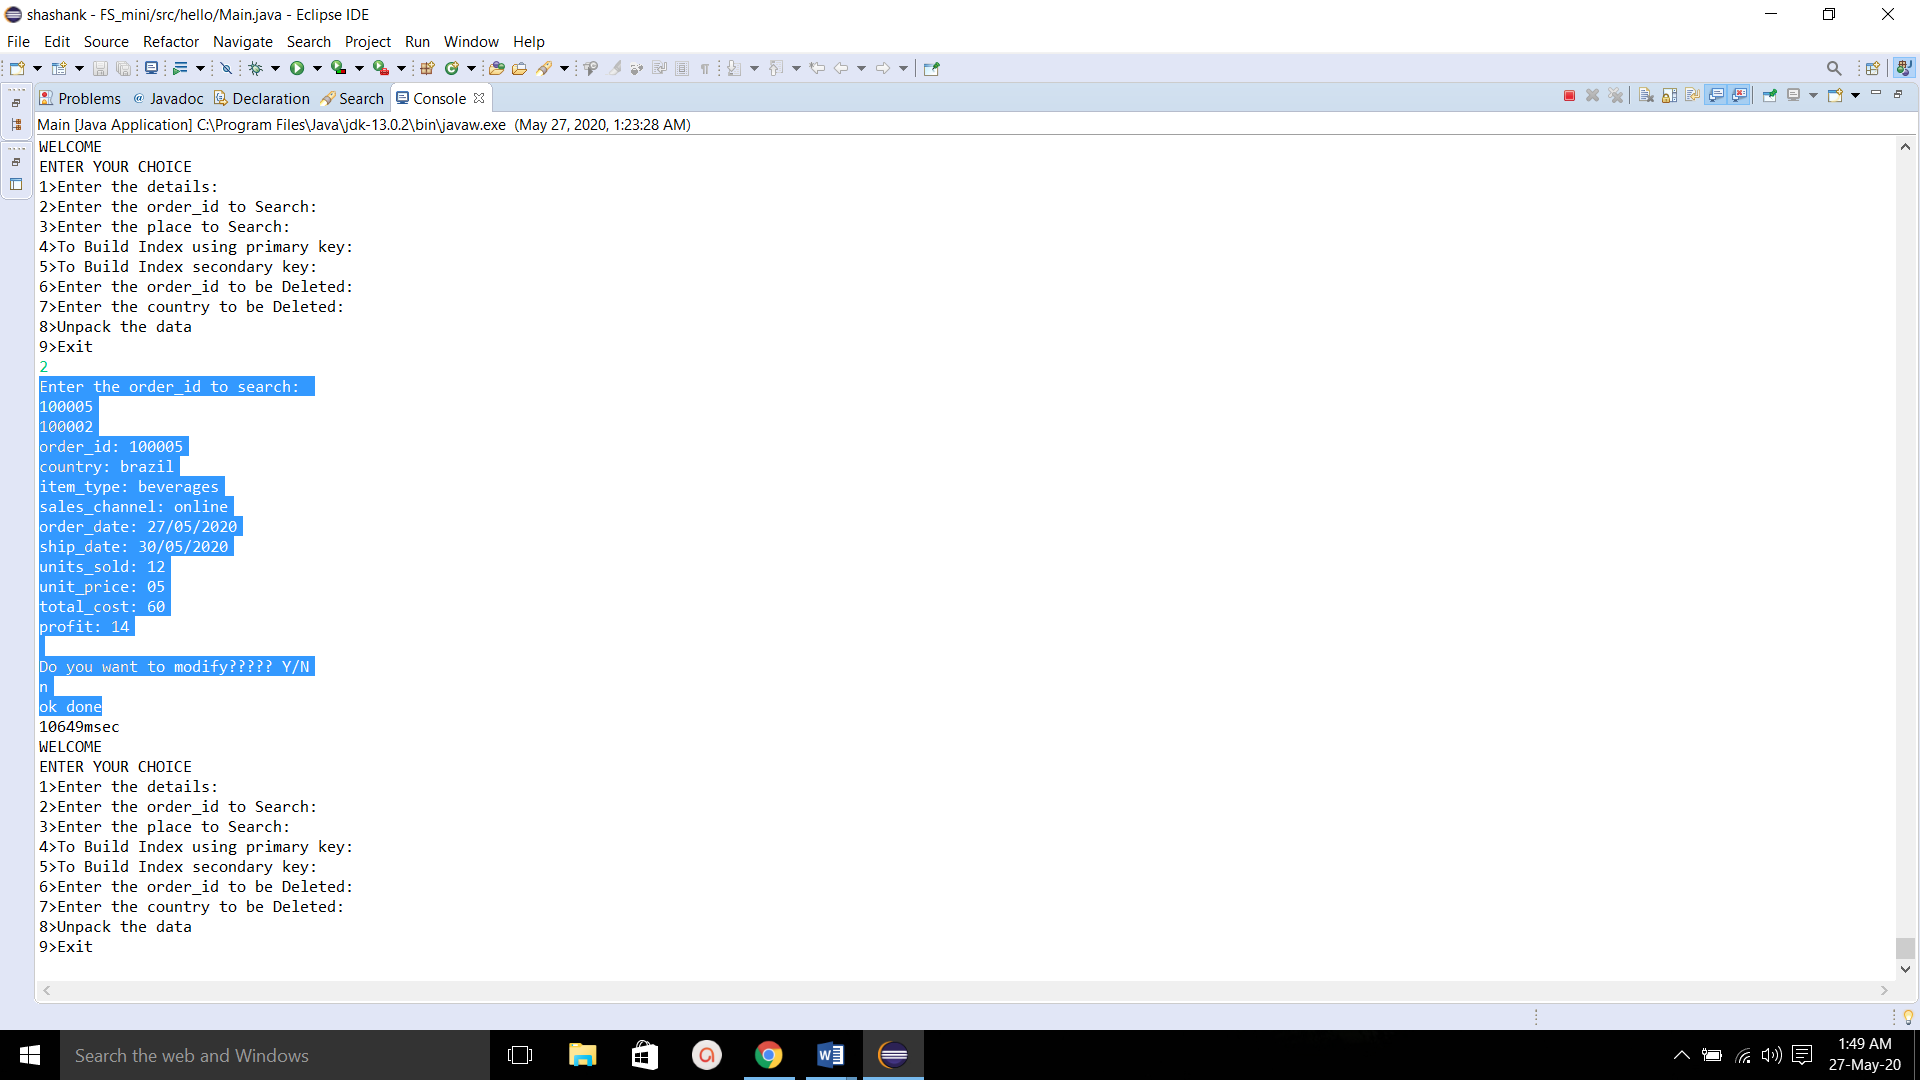 shashank - FS_mini/src/hello/Main.java - Eclipse IDE
File Edit Source Refactor Navigate Search Project Run Window Help
Problems @ Javadoc Declaration Search Console
Main [Java Application] C:\Program Files\Java\jdk-13.0.2\bin\javaw.exe (May 27, 2020, 1:23:28 AM)
WELCOME
ENTER YOUR CHOICE
1>Enter the details:
2>Enter the order_id to Search:
3>Enter the place to Search:
4>To Build Index using primary key:
5>To Build Index secondary key:
6>Enter the order_id to be Deleted:
7>Enter the country to be Deleted:
8>Unpack the data
9>Exit
2
Enter the order_id to search:
100005
100002
order_id: 100005
country: brazil
item_type: beverages
sales_channel: online
order_date: 27/05/2020
ship_date: 30/05/2020
units_sold: 12
unit_price: 05
total_cost: 60
profit: 14
Do you want to modify????? Y/N
n
ok done
10649msec
WELCOME
ENTER YOUR CHOICE
1>Enter the details:
2>Enter the order_id to Search:
3>Enter the place to Search:
4>To Build Index using primary key:
5>To Build Index secondary key:
6>Enter the order_id to be Deleted:
7>Enter the country to be Deleted:
8>Unpack the data
9>Exit
Search the web and Windows
1:49 AM
27-May-20